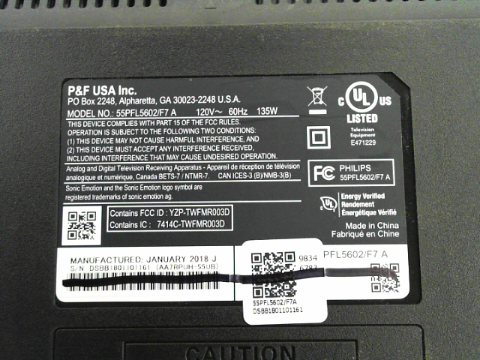 P&F USA Inc.
PO Box 2248, Alpharetta, GA 30023-2248 U.S.A.
MODEL NO.: 55PFL5602/F7 A 120V~ 60Hz 135W
THIS DEVICE COMPLIES WITH PART 15 OF THE FCC RULES.
OPERATION IS SUBJECT TO THE FOLLOWING TWO CONDITIONS:
(1) THIS DEVICE MAY NOT CAUSE HARMFUL INTERFERENCE, AND
(2) THIS DEVICE MUST ACCEPT ANY INTERFERENCE RECEIVED,
INCLUDING INTERFERENCE THAT MAY CAUSE UNDESIRED OPERATION.
Analog and Digital Television Receiving Apparatus - Appareil de réception de télévision
analogique et numérique, Canada BETS-7 / NTMR-7. CAN ICES-3 (B)/NMB-3(B)
Sonic Emotion and the Sonic Emotion logo are
registered trademarks of sonic emotion ag.
Contains FCC ID : YZP-TWFMR003D
Contains IC : 7414C-TWFMR003D
C UL US
LISTED
Television
Equipment
E471229
FC PHILIPS
55PFL5602/F7 A
Energy Verified
Rendement
Énergétique Vérifié
Made in China
Fabriqué en Chine
MANUFACTURED: JANUARY 2018 J
S/N DSBB1801101161
9834
PFL5602/F7 A
55PFL5602/F7A
DSBB1801101161
CAUTION